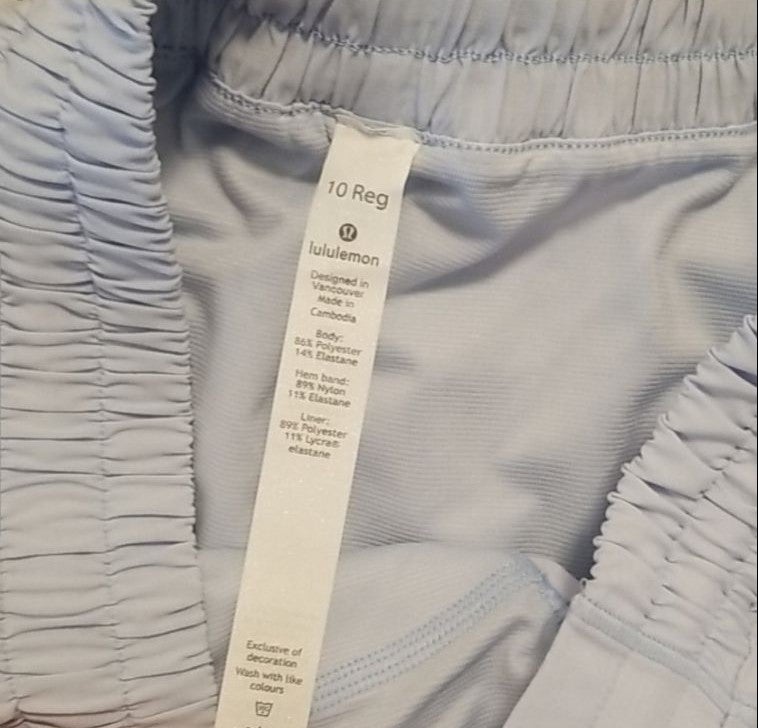 10 Reg
lululemon
Designed in
Vancouver
Made in
Cambodia
Body:
86% Polyester
14% Elastane
Hem band:
89% Nylon
11% Elastane
Liner:
89% Polyester
11% Lycra®
elastane
Exclusive of
decoration
Wash with like
colours